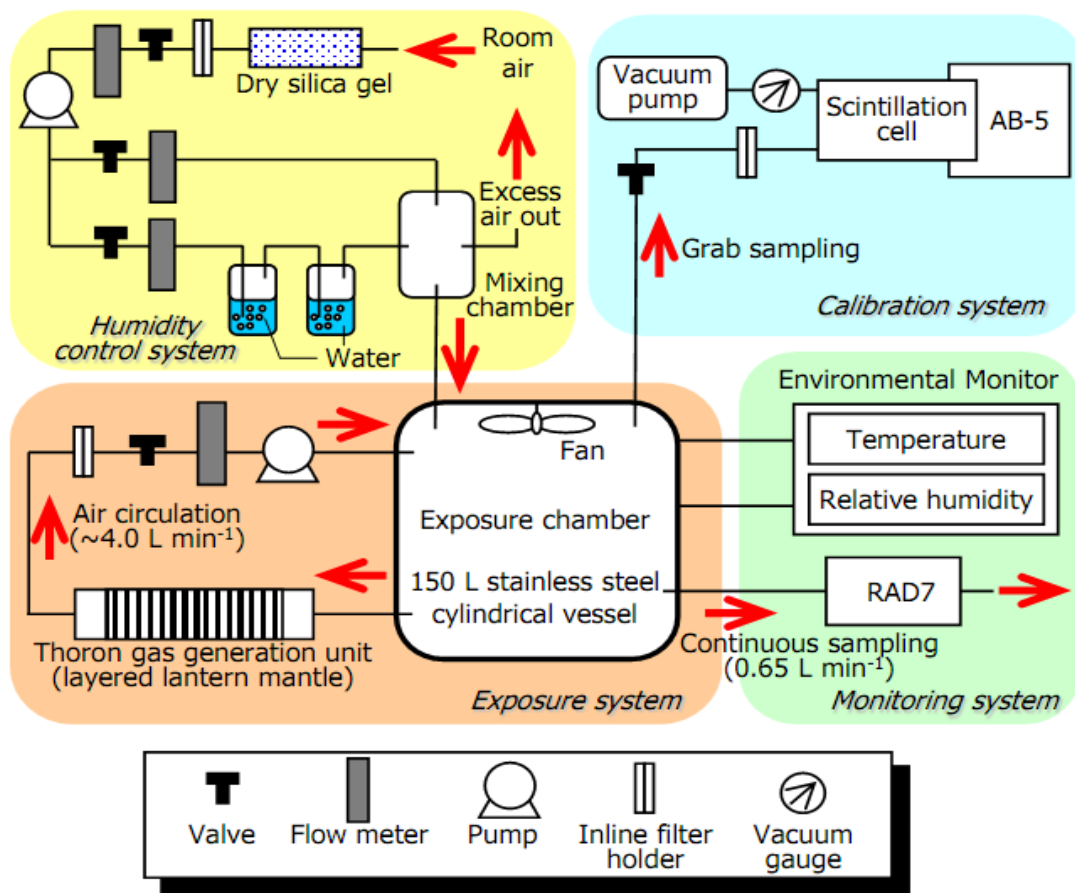 Room
air
Dry silica gel
Excess
air out
Mixing
chamber
Water
Humidity
control system
Vacuum
pump
Scintillation
cell
AB-5
Grab sampling
Calibration system
Air circulation
(~4.0 L min⁻¹)
Thoron gas generation unit
(layered lantern mantle)
Fan
Exposure chamber
150 L stainless steel
cylindrical vessel
Exposure system
Environmental Monitor
Temperature
Relative humidity
RAD7
Continuous sampling
(0.65 L min⁻¹)
Monitoring system
Valve
Flow meter
Pump
Inline filter
holder
Vacuum
gauge